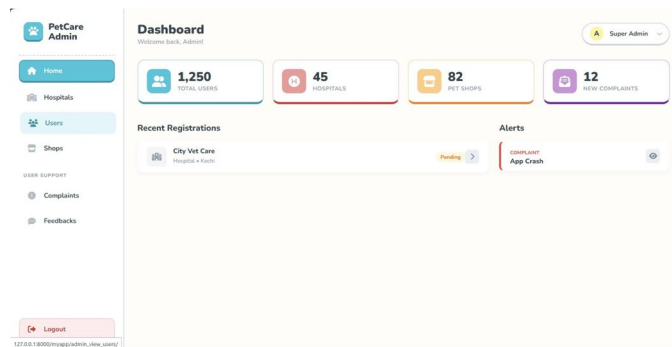 PetCare
Admin
Home
Hospitals
Users
Shops
USER SUPPORT
Complaints
Feedbacks
Logout
127.0.0.1:8000/myapp/admin_view_users/
Dashboard
Welcome back, Admin!
A Super Admin
1,250
TOTAL USERS
H
45
HOSPITALS
82
PET SHOPS
12
NEW COMPLAINTS
Recent Registrations
City Vet Care
Hospital • Kochi
Pending
Alerts
COMPLAINT
App Crash